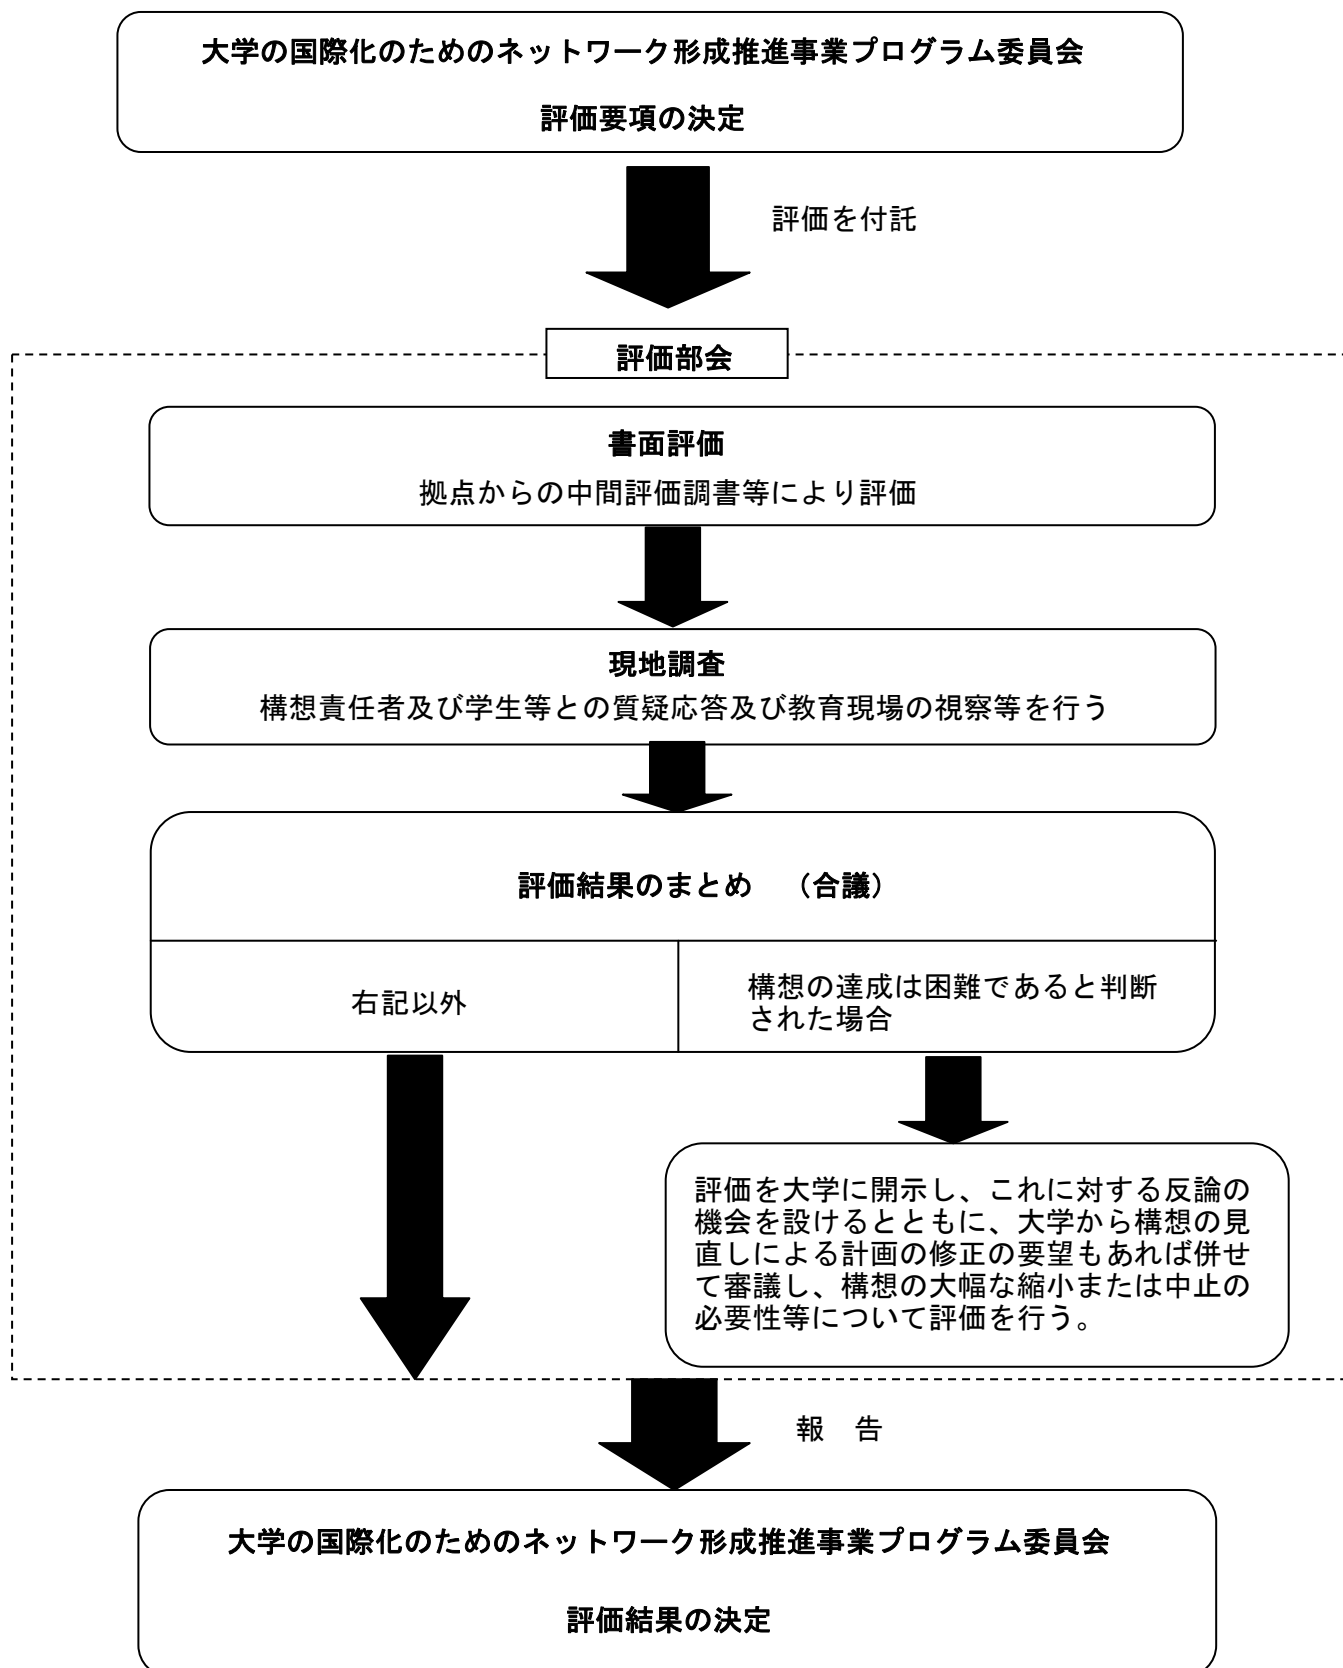 大学の国際化のためのネットワーク形成推進事業プログラム委員会
評価要項の決定
評価を付託
評価部会
書面評価
拠点からの中間評価調書等により評価
現地調査
構想責任者及び学生等との質疑応答及び教育現場の視察等を行う
評価結果のまとめ　（合議）
右記以外
構想の達成は困難であると判断
された場合
評価を大学に開示し、これに対する反論の
機会を設けるとともに、大学から構想の見
直しによる計画の修正の要望もあれば併せ
て審議し、構想の大幅な縮小または中止の
必要性等について評価を行う。
報　告
大学の国際化のためのネットワーク形成推進事業プログラム委員会
評価結果の決定